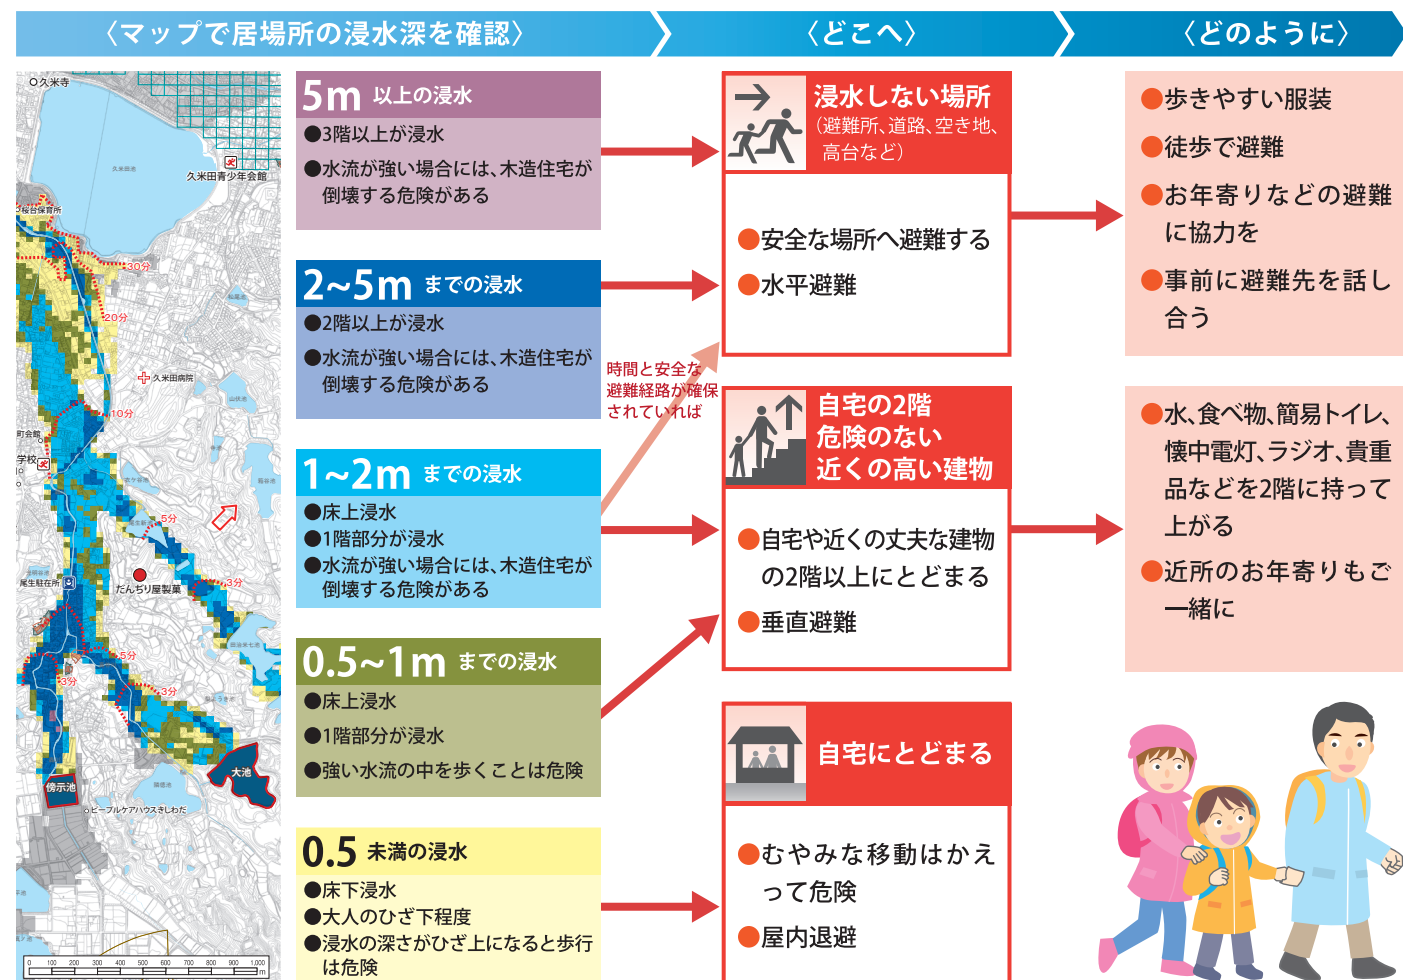 〈マップで居場所の浸水深を確認〉
〈どこへ〉
〈どのように〉
久米寺
久米田池
久米田青少年会館
桜台保育所
30分
20分
久米田病院
10分
町会館
学校
5分
3分
尾生駐在所
だんぢり屋製菓
5分
3分
3分
大池
傍示池
ピープルケアハウスきしわだ
0 100 200 300 400 500 600 700 800 900 1,000
m
5m 以上の浸水
●3階以上が浸水
●水流が強い場合には、木造住宅が
倒壊する危険がある
2~5m までの浸水
●2階以上が浸水
●水流が強い場合には、木造住宅が
倒壊する危険がある
時間と安全な
避難経路が確保
されていれば
1~2m までの浸水
●床上浸水
●1階部分が浸水
●水流が強い場合には、木造住宅が
倒壊する危険がある
0.5~1m までの浸水
●床上浸水
●1階部分が浸水
●強い水流の中を歩くことは危険
0.5 未満の浸水
●床下浸水
●大人のひざ下程度
●浸水の深さがひざ上になると歩行
は危険
浸水しない場所
（避難所、道路、空き地、
高台など）
●安全な場所へ避難する
●水平避難
自宅の2階
危険のない
近くの高い建物
●自宅や近くの丈夫な建物
の2階以上にとどまる
●垂直避難
自宅にとどまる
●むやみな移動はかえ
って危険
●屋内退避
●歩きやすい服装
●徒歩で避難
●お年寄りなどの避難
に協力を
●事前に避難先を話し
合う
●水、食べ物、簡易トイレ、
懐中電灯、ラジオ、貴重
品などを2階に持って
上がる
●近所のお年寄りもご
一緒に